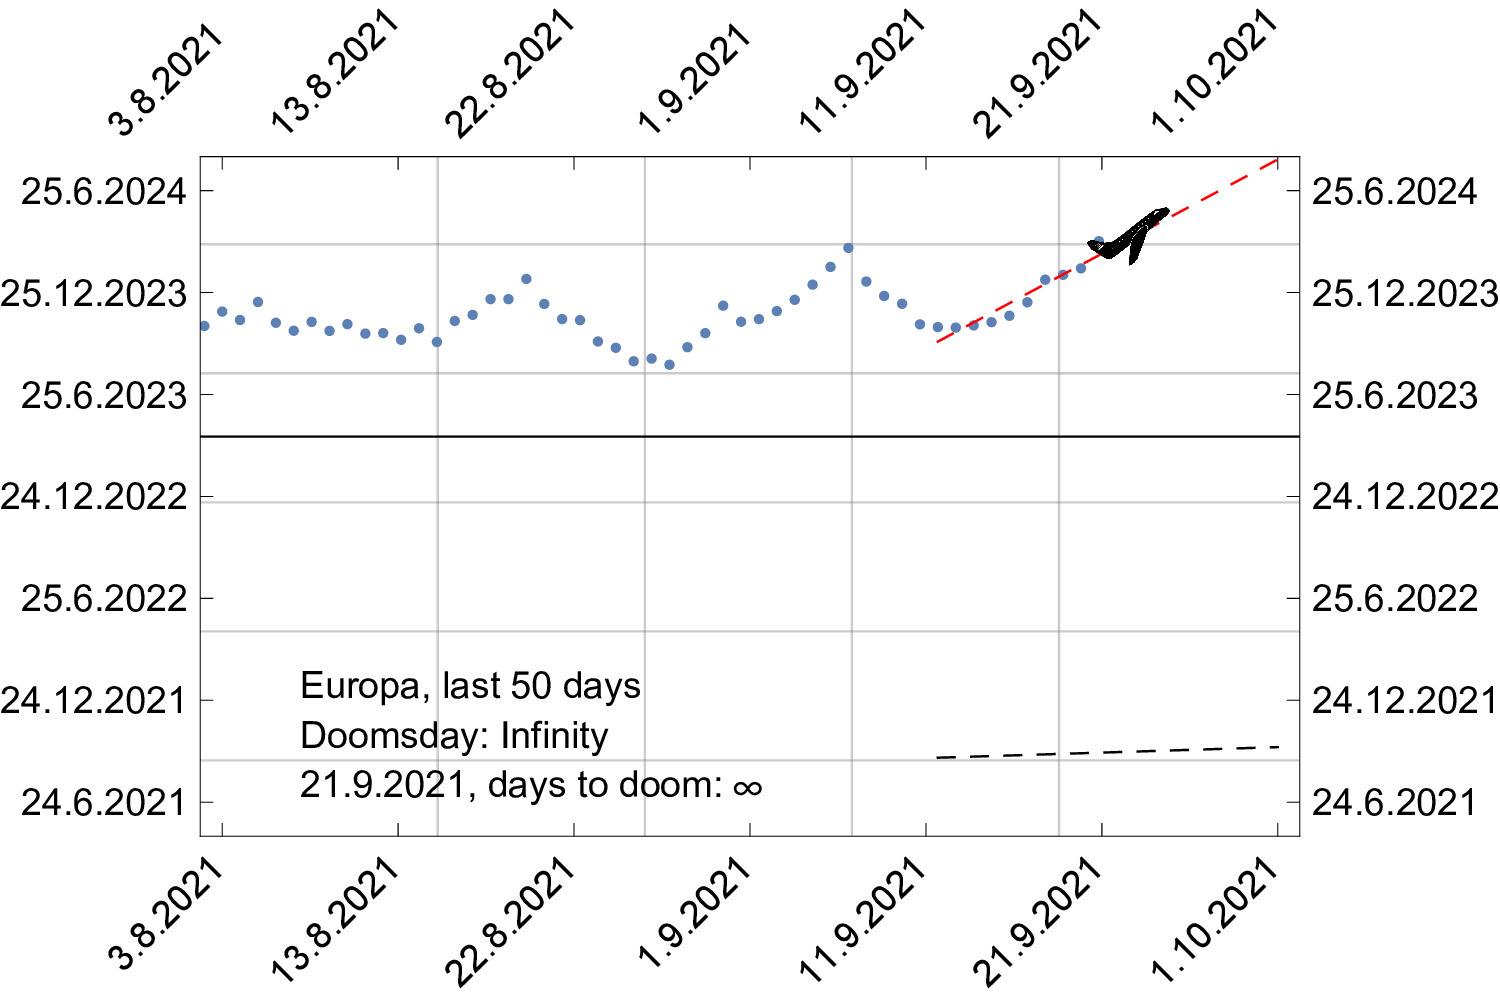 3.8.2021 13.8.2021 22.8.2021 1.9.2021 11.9.2021 21.9.2021 1.10.2021
25.6.2024 25.6.2024
25.12.2023 25.12.2023
25.6.2023 25.6.2023
24.12.2022 24.12.2022
25.6.2022 25.6.2022
Europa, last 50 days
24.12.2021 24.12.2021
Doomsday: Infinity
21.9.2021, days to doom: ∞
24.6.2021 24.6.2021
3.8.2021 13.8.2021 22.8.2021 1.9.2021 11.9.2021 21.9.2021 1.10.2021